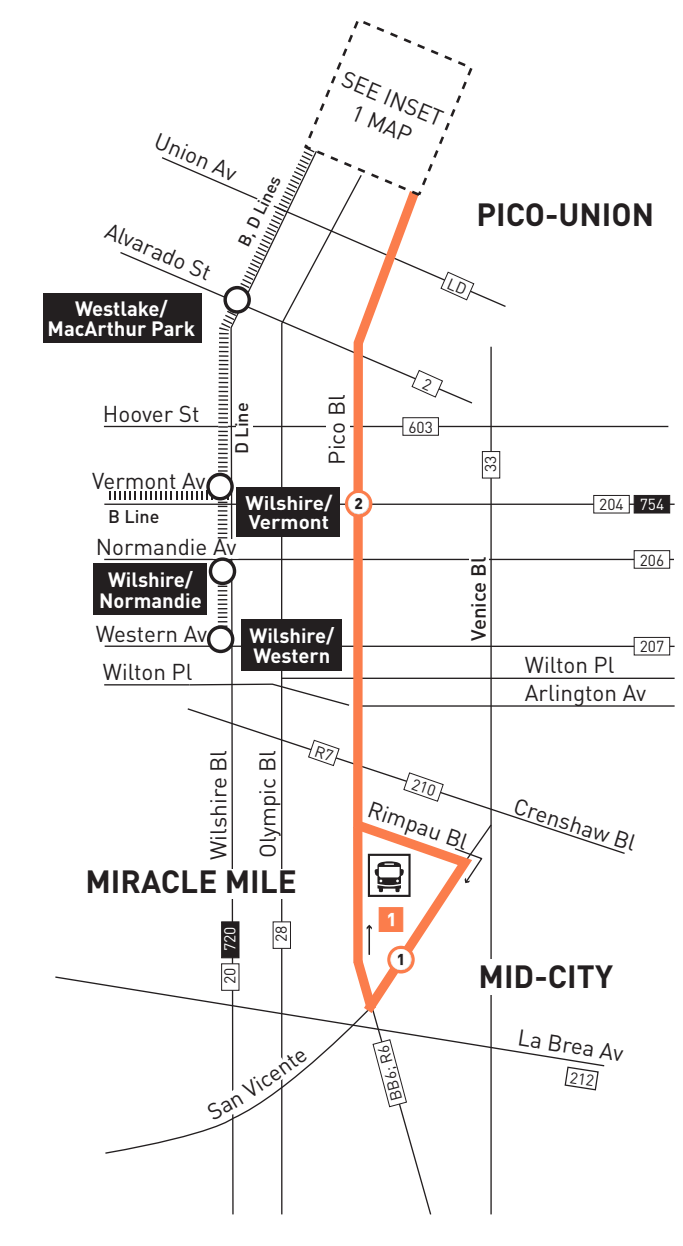 SEE INSET
1 MAP
Union Av
B, D Lines
PICO-UNION
Alvarado St
LD
Westlake/
MacArthur Park
2
Hoover St
D Line
Pico Bl
603
33
Vermont Av
B Line
Wilshire/
Vermont
2
204
754
Normandie Av
206
Wilshire/
Normandie
Venice Bl
Western Av
Wilshire/
Western
207
Wilton Pl
Wilton Pl
Arlington Av
R7
210
Crenshaw Bl
Wilshire Bl
Olympic Bl
Rimpau Bl
MIRACLE MILE
1
720
28
1
20
MID-CITY
La Brea Av
212
San Vicente
BB6; R6